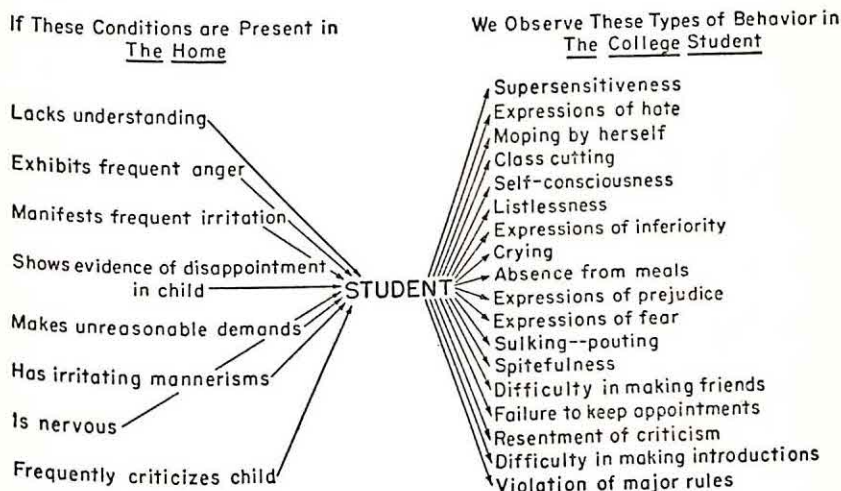 If These Conditions are Present in
The Home
Lacks understanding
Exhibits frequent anger
Manifests frequent irritation
Shows evidence of disappointment
in child
Makes unreasonable demands
Has irritating mannerisms
Is nervous
Frequently criticizes child
STUDENT
We Observe These Types of Behavior in
The College Student
Supersensitiveness
Expressions of hate
Moping by herself
Class cutting
Self-consciousness
Listlessness
Expressions of inferiority
Crying
Absence from meals
Expressions of prejudice
Expressions of fear
Sulking--pouting
Spitefulness
Difficulty in making friends
Failure to keep appointments
Resentment of criticism
Difficulty in making introductions
Violation of major rules